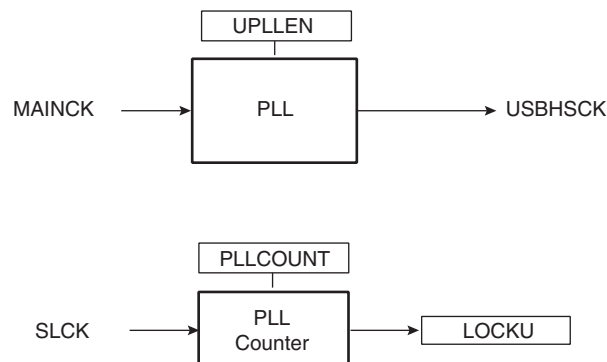 UPLLEN
MAINCK
PLL
USBHSCK
PLLCOUNT
SLCK
PLL
Counter
LOCKU